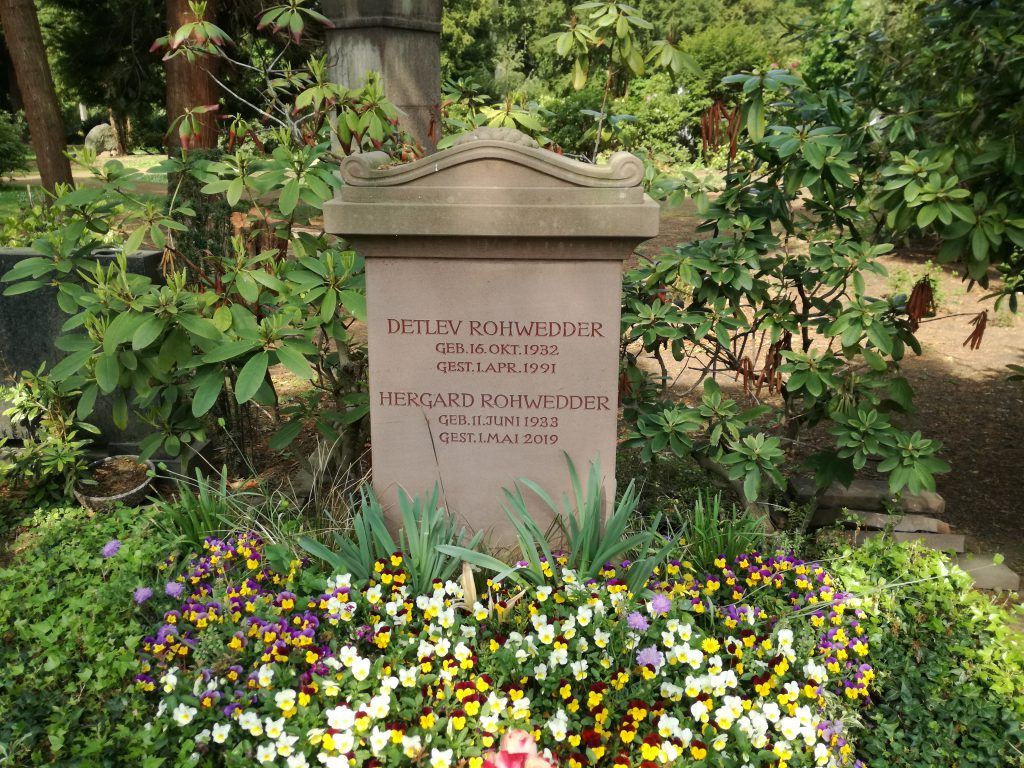 DETLEV ROHWEDDER
GEB. 16. OKT. 1932
GEST. 1. APR. 1991
HERGARD ROHWEDDER
GEB. 11. JUNI 1933
GEST. 1. MAI 2019